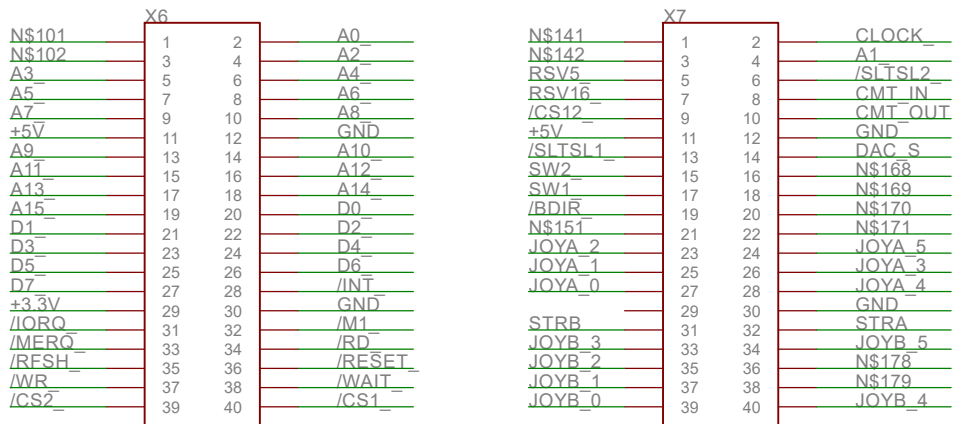 X6 X7
N$101 1 2 A0_ N$141 1 2 CLOCK_
N$102 3 4 A2_ N$142 3 4 A1_
A3_ 5 6 A4_ RSV5_ 5 6 /SLTSL2_
A5_ 7 8 A6_ RSV16_ 7 8 CMT_IN
A7_ 9 10 A8_ /CS12_ 9 10 CMT_OUT
+5V 11 12 GND +5V 11 12 GND
A9_ 13 14 A10_ /SLTSL1_ 13 14 DAC_S
A11_ 15 16 A12_ SW2_ 15 16 N$168
A13_ 17 18 A14_ SW1_ 17 18 N$169
A15_ 19 20 D0_ /BDIR_ 19 20 N$170
D1_ 21 22 D2_ N$151 21 22 N$171
D3_ 23 24 D4_ JOYA_2 23 24 JOYA_5
D5_ 25 26 D6_ JOYA_1 25 26 JOYA_3
D7_ 27 28 /INT_ JOYA_0 27 28 JOYA_4
+3.3V 29 30 GND 29 30 GND
/IORQ_ 31 32 /M1_ STRB 31 32 STRA
/MERQ_ 33 34 /RD_ JOYB_3 33 34 JOYB_5
/RFSH_ 35 36 /RESET_ JOYB_2 35 36 N$178
/WR_ 37 38 /WAIT_ JOYB_1 37 38 N$179
/CS2_ 39 40 /CS1_ JOYB_0 39 40 JOYB_4